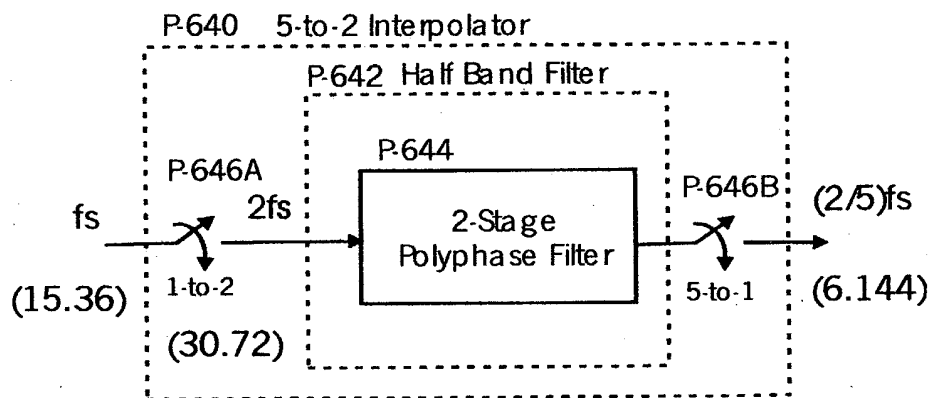 P-640 5-to-2 Interpolator
P-642 Half Band Filter
P-644
P-646A
P-646B
fs
2fs
(2/5)fs
2-Stage
Polyphase Filter
(15.36)
1-to-2
5-to-1
(6.144)
(30.72)